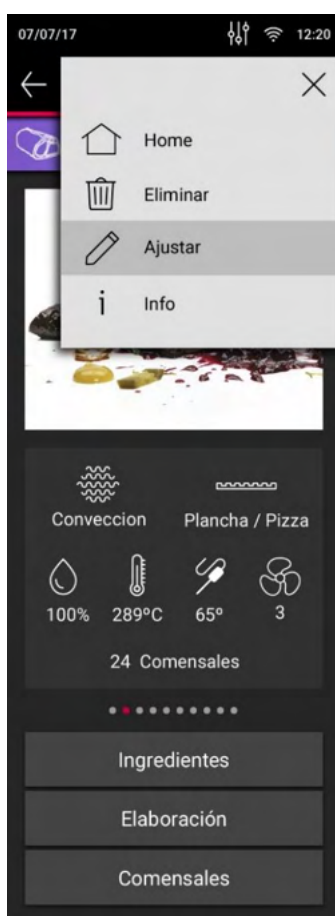 07/07/17 12:20
Home
Eliminar
Ajustar
Info
Conveccion Plancha / Pizza
100% 289ºC 65º 3
24 Comensales
Ingredientes
Elaboración
Comensales